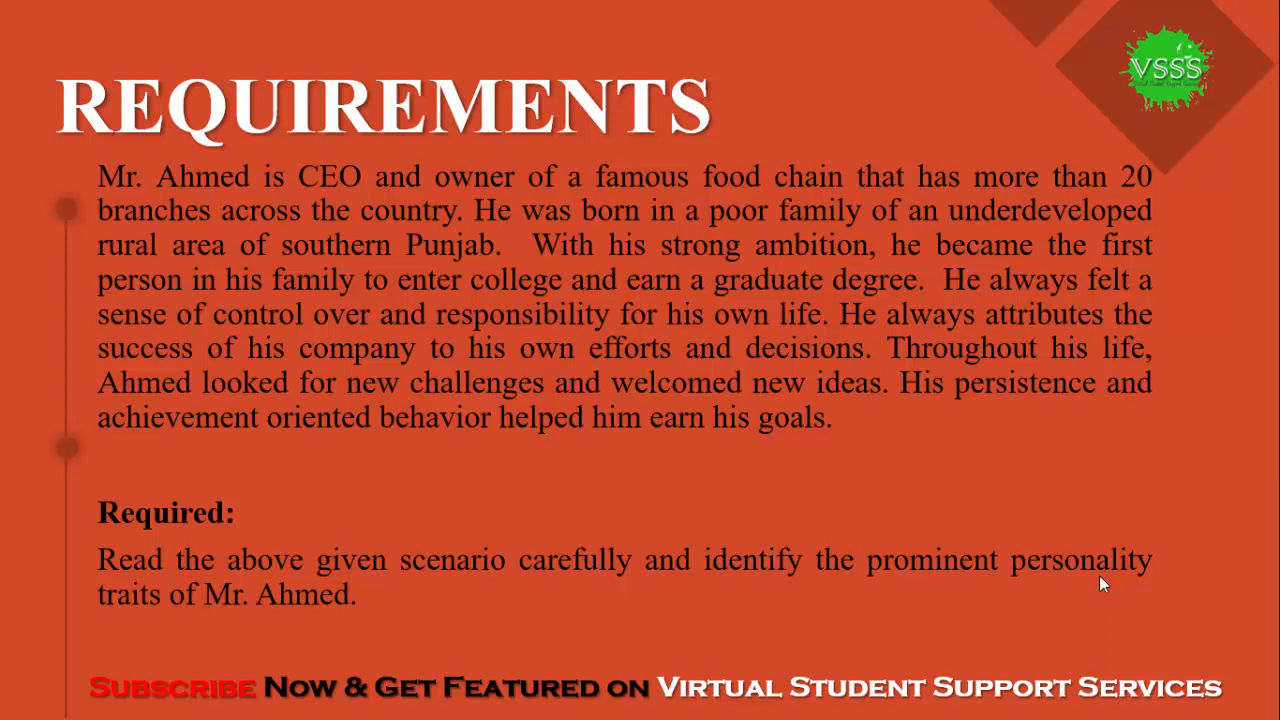 VSSS
REQUIREMENTS
Mr. Ahmed is CEO and owner of a famous food chain that has more than 20
branches across the country. He was born in a poor family of an underdeveloped
rural area of southern Punjab. With his strong ambition, he became the first
person in his family to enter college and earn a graduate degree. He always felt a
sense of control over and responsibility for his own life. He always attributes the
success of his company to his own efforts and decisions. Throughout his life,
Ahmed looked for new challenges and welcomed new ideas. His persistence and
achievement oriented behavior helped him earn his goals.
Required:
Read the above given scenario carefully and identify the prominent personality
traits of Mr. Ahmed.
Subscribe Now & Get Featured on Virtual Student Support Services